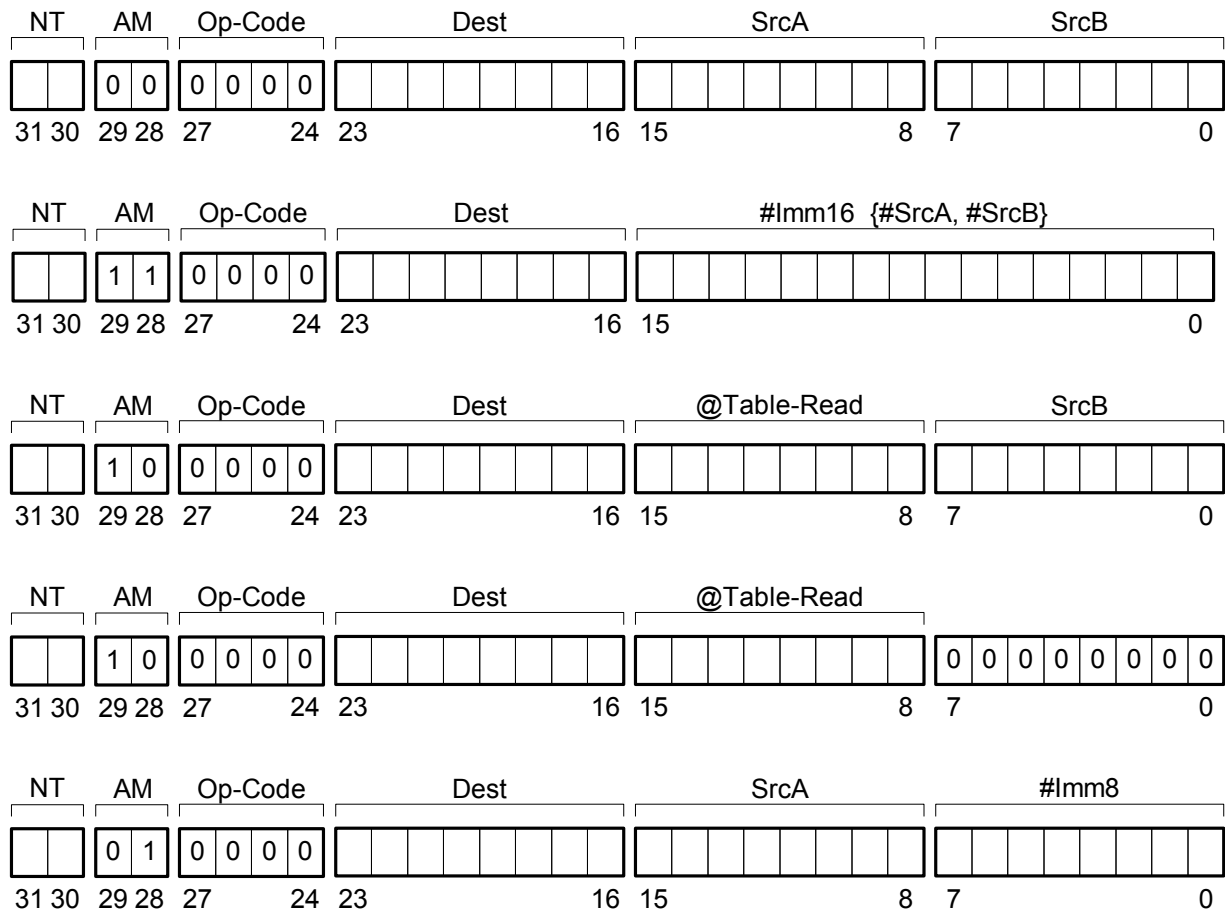 NT AM Op-Code Dest SrcA SrcB
0 0 0 0 0 0
31 30 29 28 27 24 23 16 15 8 7 0
NT AM Op-Code Dest #Imm16 {#SrcA, #SrcB}
1 1 0 0 0 0
31 30 29 28 27 24 23 16 15 0
NT AM Op-Code Dest @Table-Read SrcB
1 0 0 0 0 0
31 30 29 28 27 24 23 16 15 8 7 0
NT AM Op-Code Dest @Table-Read
1 0 0 0 0 0 0 0 0 0 0 0 0 0
31 30 29 28 27 24 23 16 15 8 7 0
NT AM Op-Code Dest SrcA #Imm8
0 1 0 0 0 0
31 30 29 28 27 24 23 16 15 8 7 0